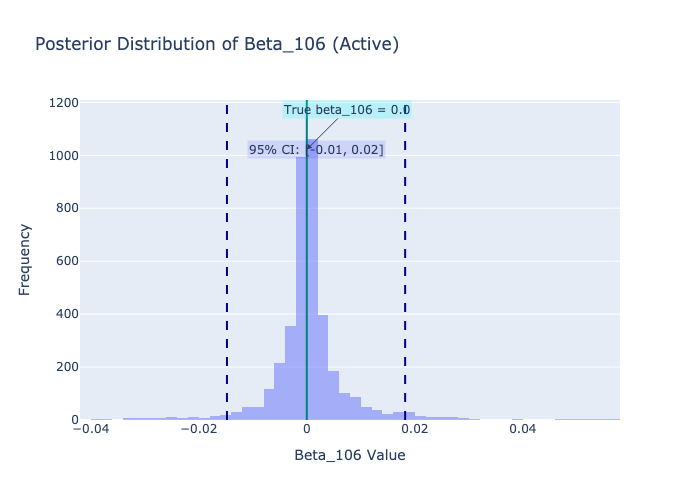 Posterior Distribution of Beta_106 (Active)
1200
True beta_106 = 0.0
1000
95% CI: [-0.01, 0.02]
800
600
400
200
0
Frequency
−0.04
−0.02
0
0.02
0.04
Beta_106 Value